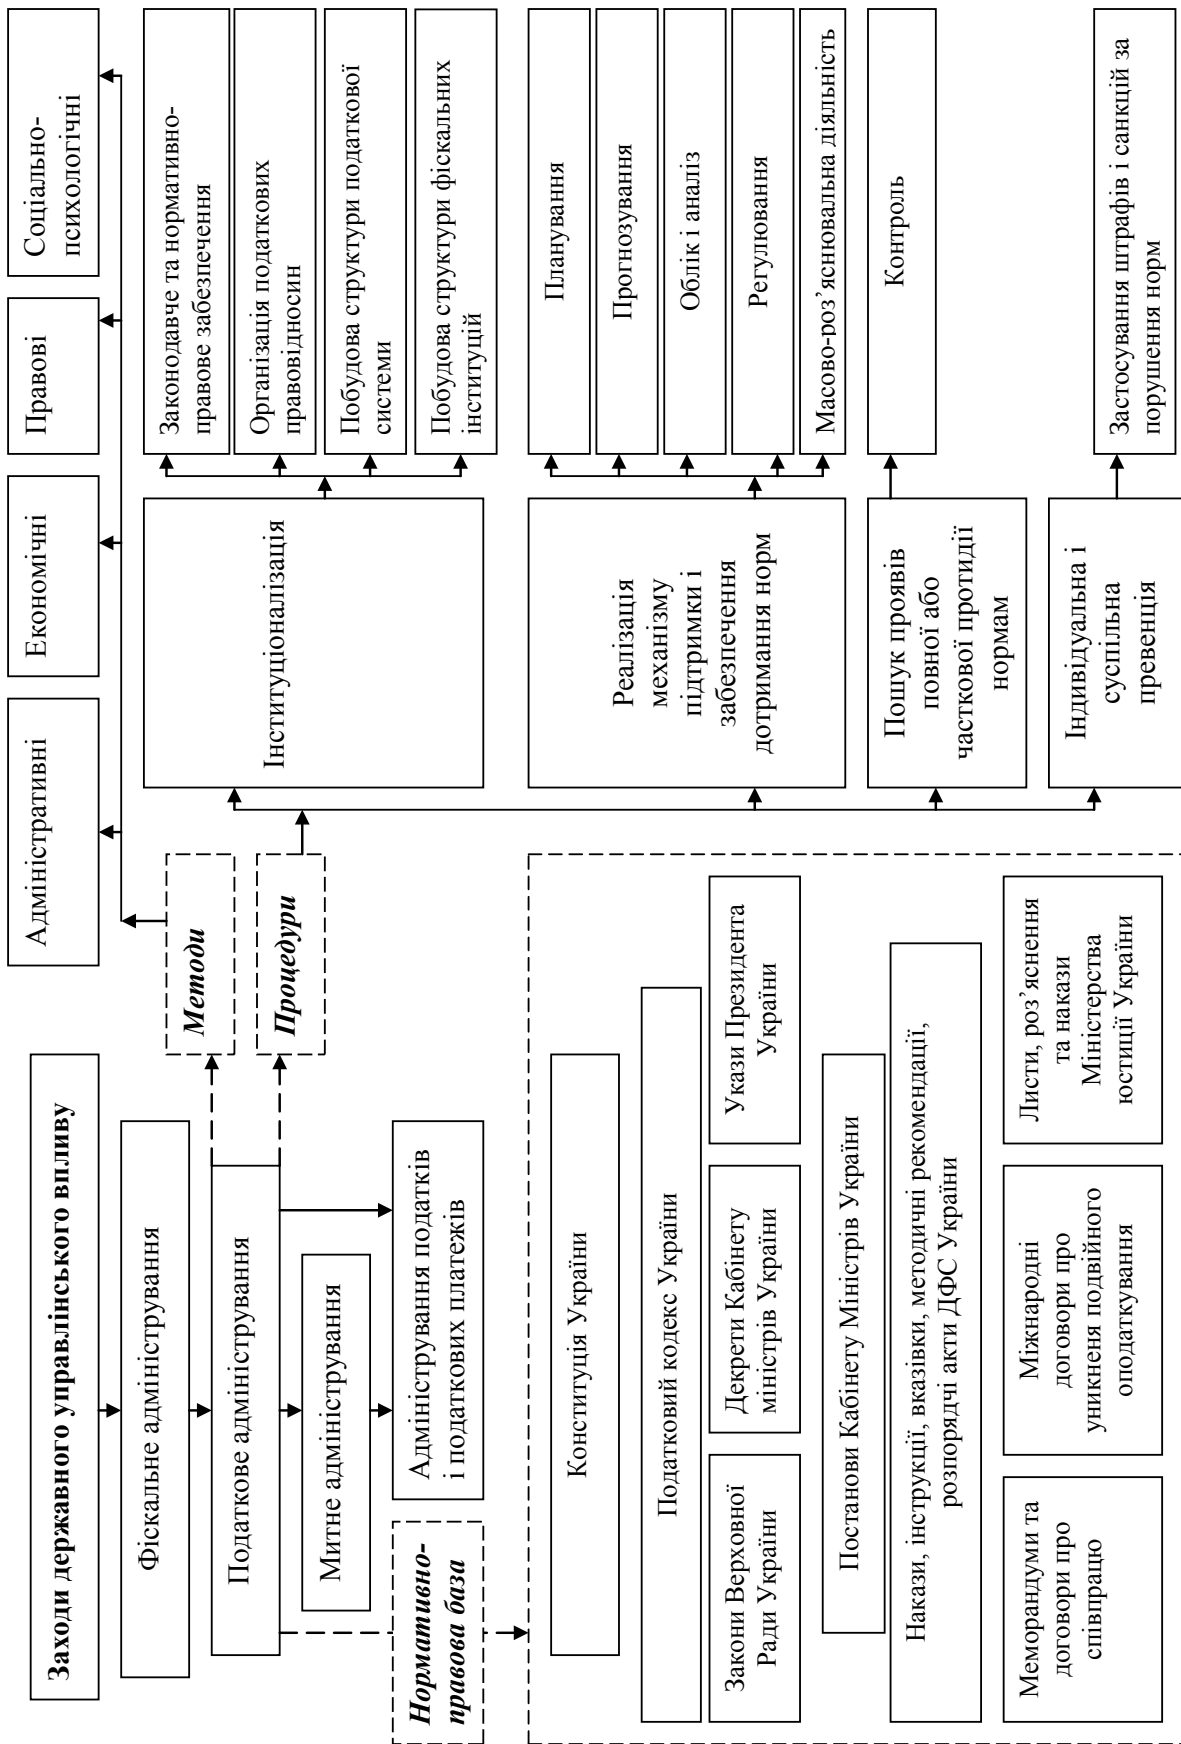 Заходи державного управлінського впливу
Фіскальне адміністрування
Податкове адміністрування
Митне адміністрування
Адміністрування податків
і податкових платежів
Нормативно-
правова база
Методи
Процедури
Адміністративні
Економічні
Правові
Соціально-
психологічні
Інституціоналізація
Законодавче та нормативно-
правове забезпечення
Організація податкових
правовідносин
Побудова структури податкової
системи
Побудова структури фіскальних
інституцій
Реалізація
механізму
підтримки і
забезпечення
дотримання норм
Планування
Прогнозування
Облік і аналіз
Регулювання
Масово-роз’яснювальна діяльність
Пошук проявів
повної або
часткової протидії
нормам
Контроль
Індивідуальна і
суспільна
превенція
Застосування штрафів і санкцій за
порушення норм
Конституція України
Податковий кодекс України
Закони Верховної
Ради України
Декрети Кабінету
міністрів України
Укази Президента
України
Постанови Кабінету Міністрів України
Накази, інструкції, вказівки, методичні рекомендації,
розпорядчі акти ДФС України
Меморандуми та
договори про
співпрацю
Міжнародні
договори про
уникненя подвійного
оподаткування
Листи, роз’яснення
та накази
Міністерства
юстиції України